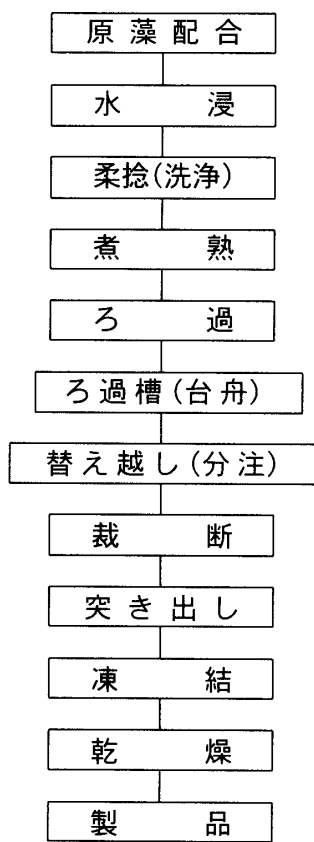 原藻配合
水浸
柔捻(洗浄)
煮熟
ろ過
ろ過槽(台舟)
替え越し(分注)
裁断
突き出し
凍結
乾燥
製品